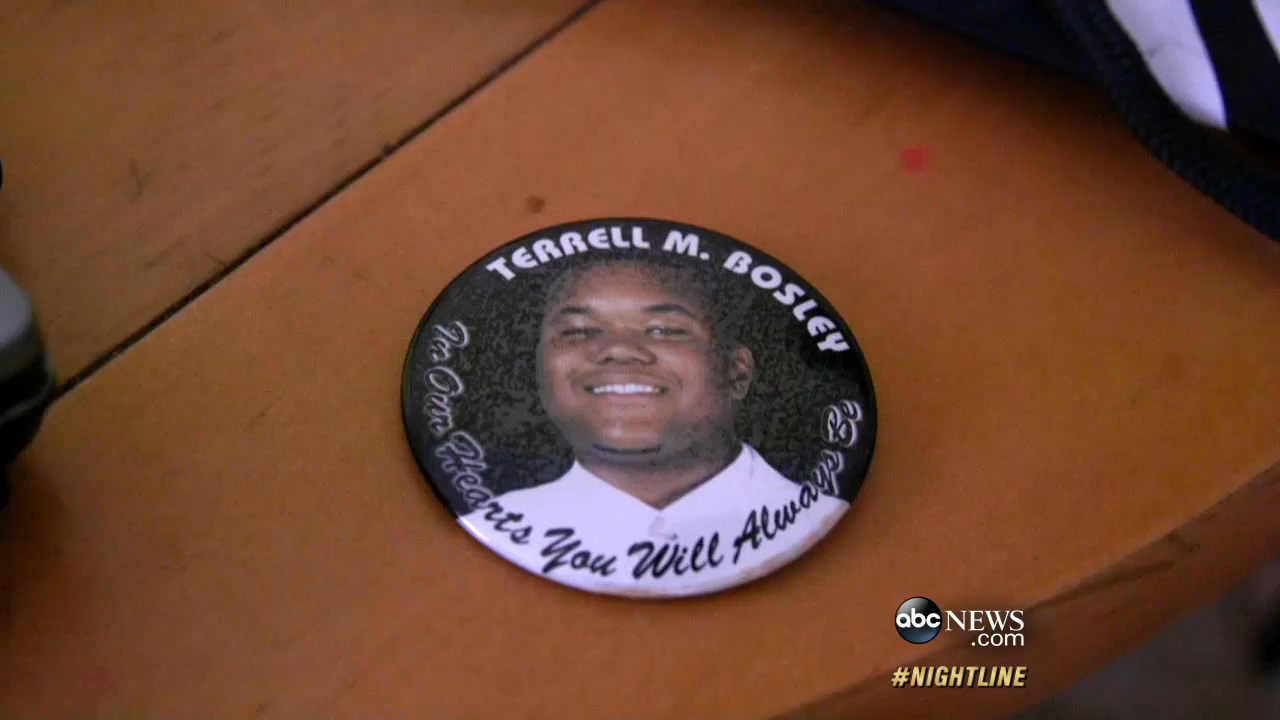 TERRELL M. BOSLEY
In Our Hearts You Will Always Be
abc NEWS
.com
#NIGHTLINE